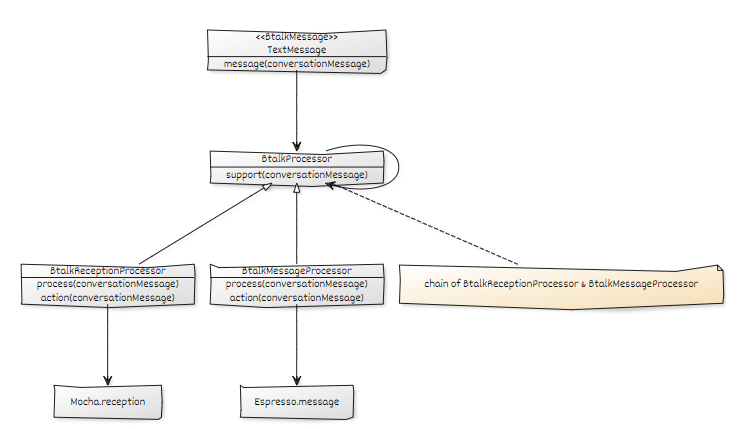 <<BtalkMessage>>
TextMessage
message(conversationMessage)
BtalkProcessor
support(conversationMessage)
BtalkReceptionProcessor
process(conversationMessage)
action(conversationMessage)
BtalkMessageProcessor
process(conversationMessage)
action(conversationMessage)
chain of BtalkReceptionProcessor & BtalkMessageProcessor
Mocha.reception
Espresso.message